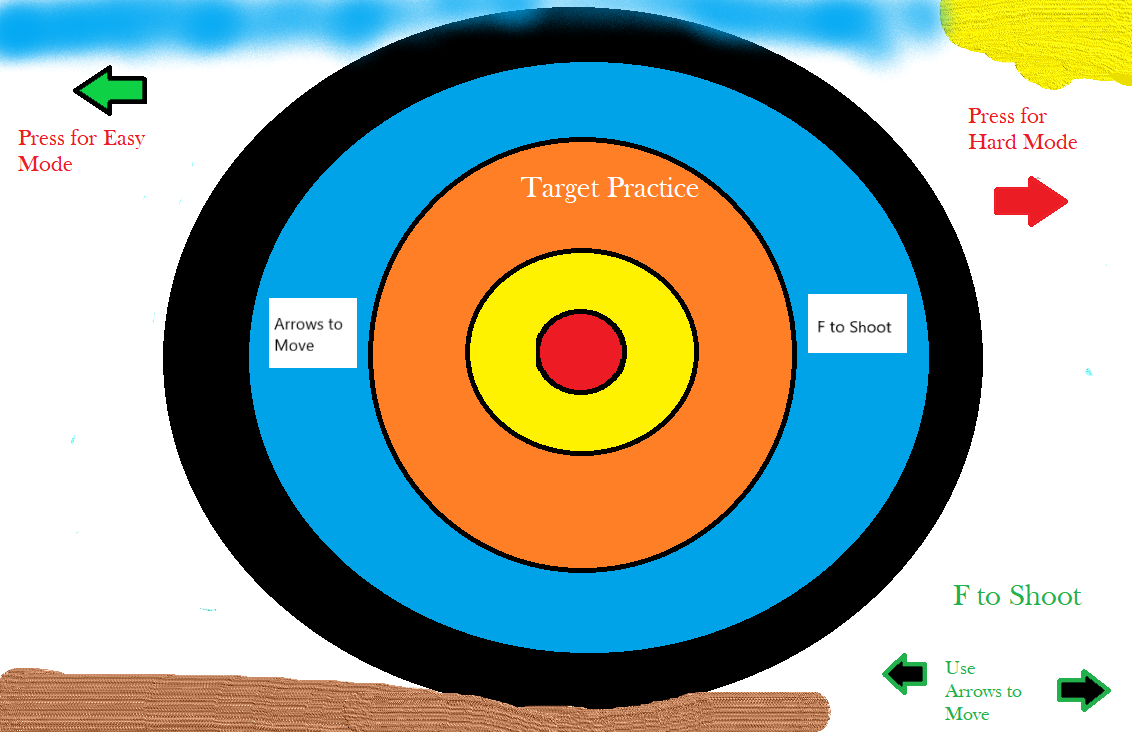 Press for Easy
Mode
Press for
Hard Mode
Target Practice
Arrows to
Move
F to Shoot
F to Shoot
Use
Arrows to
Move